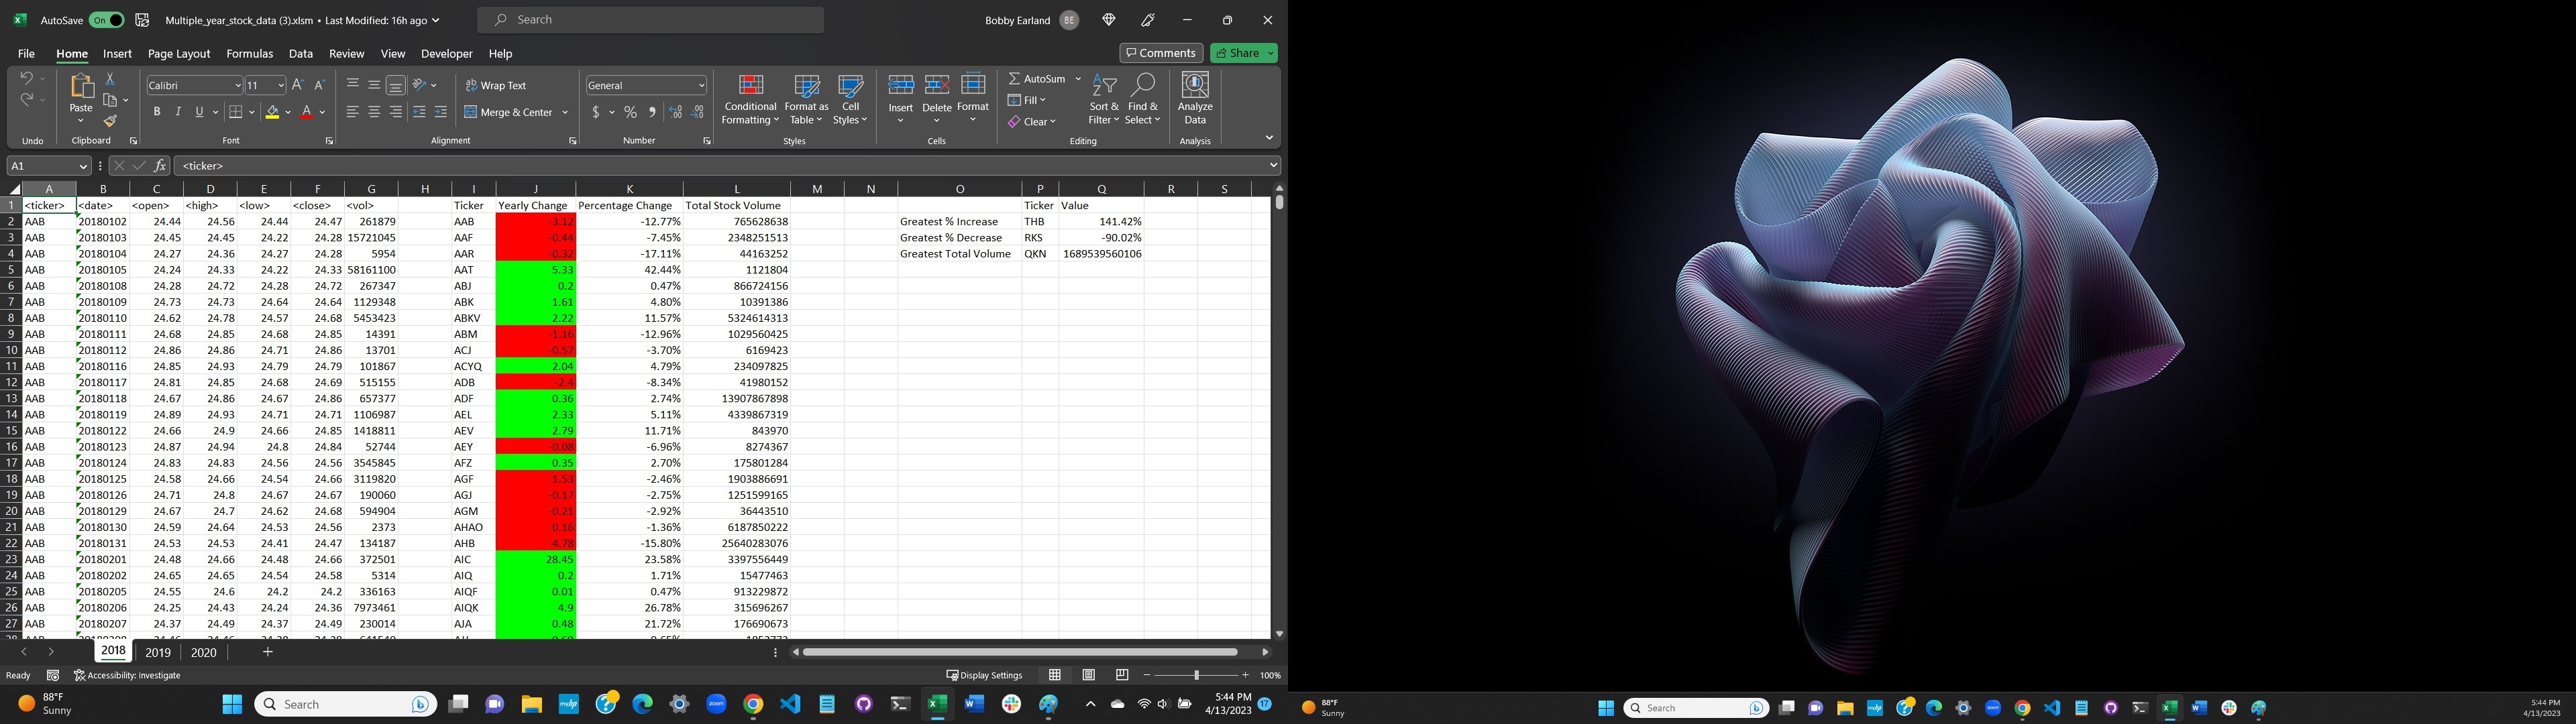 AutoSave On Multiple_year_stock_data (3).xlsm • Last Modified: 16h ago Search Bobby Earland BE
File Home Insert Page Layout Formulas Data Review View Developer Help Comments Share
Calibri 11 Wrap Text General AutoSum
Paste Conditional Formatting Format as Table Cell Styles Insert Delete Format Fill Sort & Filter Find & Select Analyze Data
B I U Merge & Center $ % Clear
Undo Clipboard Font Alignment Number Styles Cells Editing Analysis
A1 fx <ticker>
A B C D E F G H I J K L M N O P Q R S
1 <ticker> <date> <open> <high> <low> <close> <vol> Ticker Yearly Change Percentage Change Total Stock Volume Ticker Value
2 AAB 20180102 24.44 24.56 24.44 24.47 261879 AAB -3.12 -12.77% 765628638 Greatest % Increase THB 141.42%
3 AAB 20180103 24.45 24.45 24.22 24.28 15721045 AAF -0.44 -7.45% 2348251513 Greatest % Decrease RKS -90.02%
4 AAB 20180104 24.27 24.36 24.27 24.28 5954 AAR -0.32 -17.11% 44163252 Greatest Total Volume QKN 1689539560106
5 AAB 20180105 24.24 24.33 24.22 24.33 58161100 AAT 5.33 42.44% 1121804
6 AAB 20180108 24.28 24.72 24.28 24.72 267347 ABJ 0.2 0.47% 866724156
7 AAB 20180109 24.73 24.73 24.64 24.64 1129348 ABK 1.61 4.80% 10391386
8 AAB 20180110 24.62 24.78 24.57 24.68 5453423 ABKV 2.22 11.57% 5324614313
9 AAB 20180111 24.68 24.85 24.68 24.85 14391 ABM -1.16 -12.96% 1029560425
10 AAB 20180112 24.86 24.86 24.71 24.86 13701 ACJ -0.57 -3.70% 6169423
11 AAB 20180116 24.85 24.93 24.79 24.79 101867 ACYQ 2.04 4.79% 234097825
12 AAB 20180117 24.81 24.85 24.68 24.69 515155 ADB -2.4 -8.34% 41980152
13 AAB 20180118 24.67 24.86 24.67 24.86 657377 ADF 0.36 2.74% 13907867898
14 AAB 20180119 24.89 24.93 24.71 24.71 1106987 AEL 2.33 5.11% 4339867319
15 AAB 20180122 24.66 24.9 24.66 24.85 1418811 AEV 2.79 11.71% 843970
16 AAB 20180123 24.87 24.94 24.8 24.84 52744 AEY -0.08 -6.96% 8274367
17 AAB 20180124 24.83 24.83 24.56 24.56 3545845 AFZ 0.35 2.70% 175801284
18 AAB 20180125 24.58 24.66 24.54 24.66 3119820 AGF -1.53 -2.46% 1903886691
19 AAB 20180126 24.71 24.8 24.67 24.67 190060 AGJ -0.17 -2.75% 1251599165
20 AAB 20180129 24.67 24.7 24.62 24.68 594904 AGM -0.21 -2.92% 36443510
21 AAB 20180130 24.59 24.64 24.53 24.56 2373 AHAO -0.16 -1.36% 6187850222
22 AAB 20180131 24.53 24.53 24.41 24.47 134187 AHB -4.78 -15.80% 25640283076
23 AAB 20180201 24.48 24.66 24.48 24.66 372501 AIC 28.45 23.58% 3397556449
24 AAB 20180202 24.65 24.65 24.54 24.58 5314 AIQ 0.2 1.71% 15477463
25 AAB 20180205 24.55 24.6 24.2 24.2 336163 AIQF 0.01 0.47% 913229872
26 AAB 20180206 24.25 24.43 24.24 24.36 7973461 AIQK 4.9 26.78% 315696267
27 AAB 20180207 24.37 24.49 24.37 24.49 230014 AJA 0.48 21.72% 176690673
2018 2019 2020
Ready Accessibility: Investigate Display Settings 100%
88°F
Sunny
Search myhp zoom
5:44 PM
4/13/2023 17
88°F
Sunny
Search
5:44 PM
4/13/2023